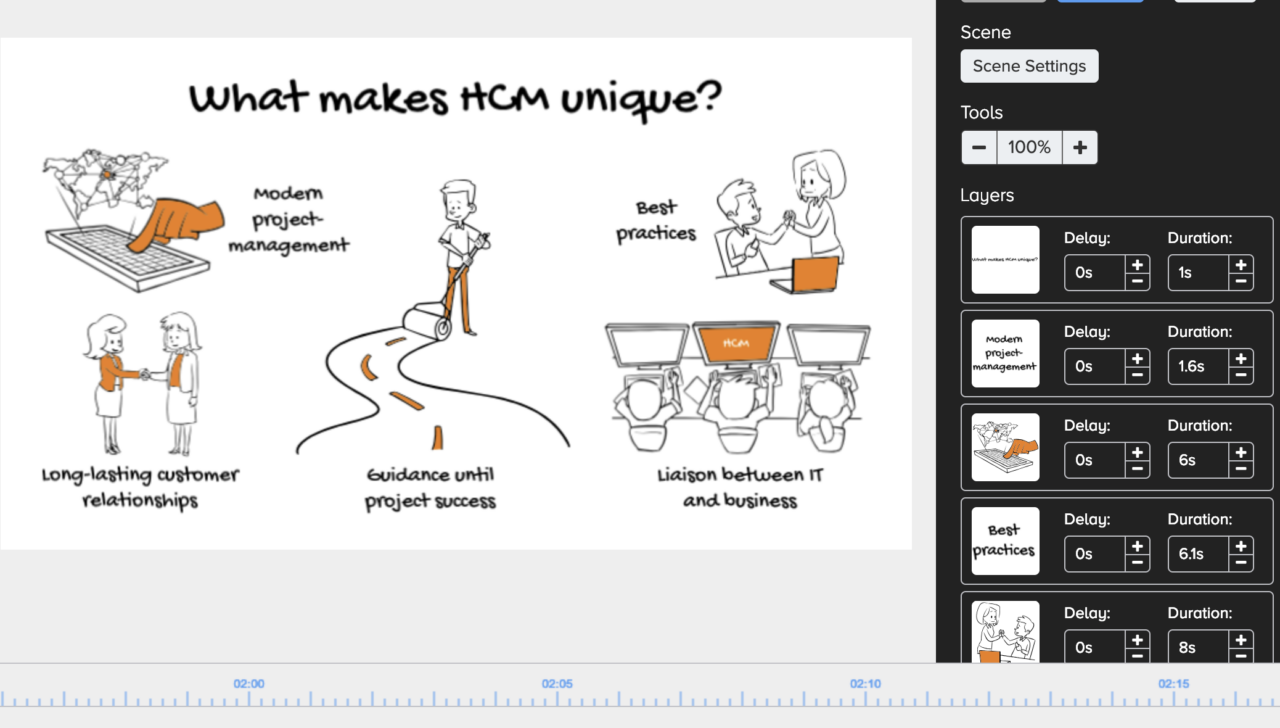 What makes HCM unique?
Modern
project-
management
Best
practices
HCM
Long-lasting customer
relationships
Guidance until
project success
Liaison between IT
and business
Scene
Scene Settings
Tools
− 100% +
Layers
What makes HCM unique?
Delay: Duration:
0s + − 1s + −
Modern
project-
management
Delay: Duration:
0s + − 1.6s + −
Delay: Duration:
0s + − 6s + −
Best
practices
Delay: Duration:
0s + − 6.1s + −
Delay: Duration:
0s + − 8s + −
02:00 02:05 02:10 02:15